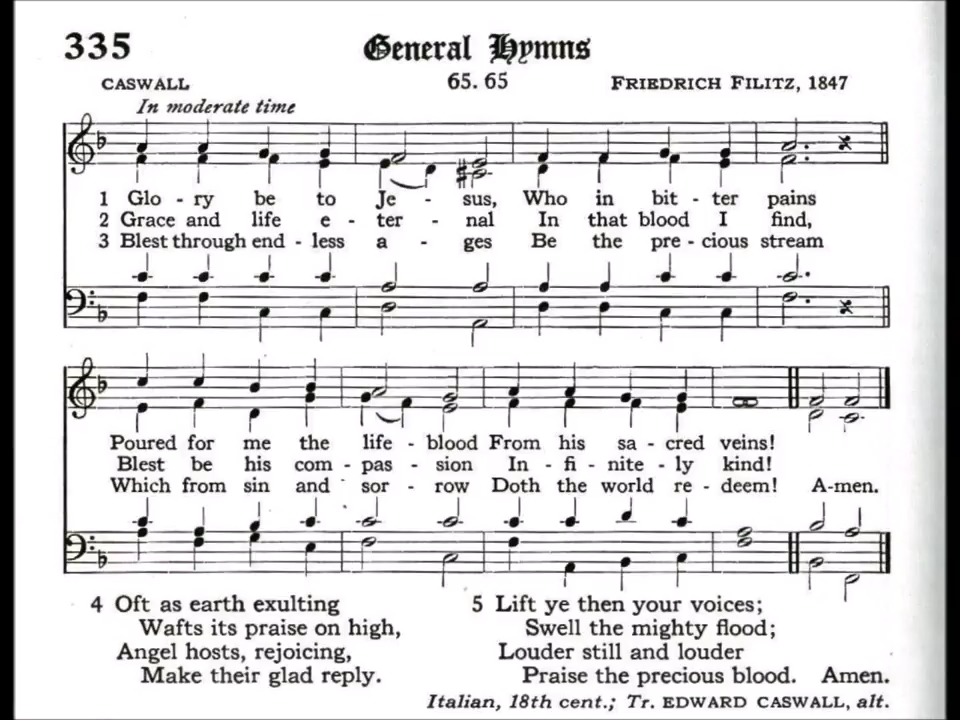 335
General Hymns
CASWALL 65. 65 FRIEDRICH FILITZ, 1847
In moderate time
1 Glo - ry be to Je - sus, Who in bit - ter pains
2 Grace and life e - ter - nal In that blood I find,
3 Blest through end - less a - ges Be the pre - cious stream
Poured for me the life - blood From his sa - cred veins!
Blest be his com - pas - sion In - fi - nite - ly kind!
Which from sin and sor - row Doth the world re - deem! A-men.
4 Oft as earth exulting
Wafts its praise on high,
Angel hosts, rejoicing,
Make their glad reply.
5 Lift ye then your voices;
Swell the mighty flood;
Louder still and louder
Praise the precious blood. Amen.
Italian, 18th cent.; Tr. EDWARD CASWALL, alt.